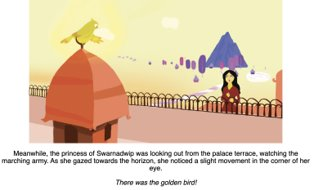 Meanwhile, the princess of Swarnadwip was looking out from the palace terrace, watching the
marching army. As she gazed towards the horizon, she noticed a slight movement in the corner of her
eye.
There was the golden bird!